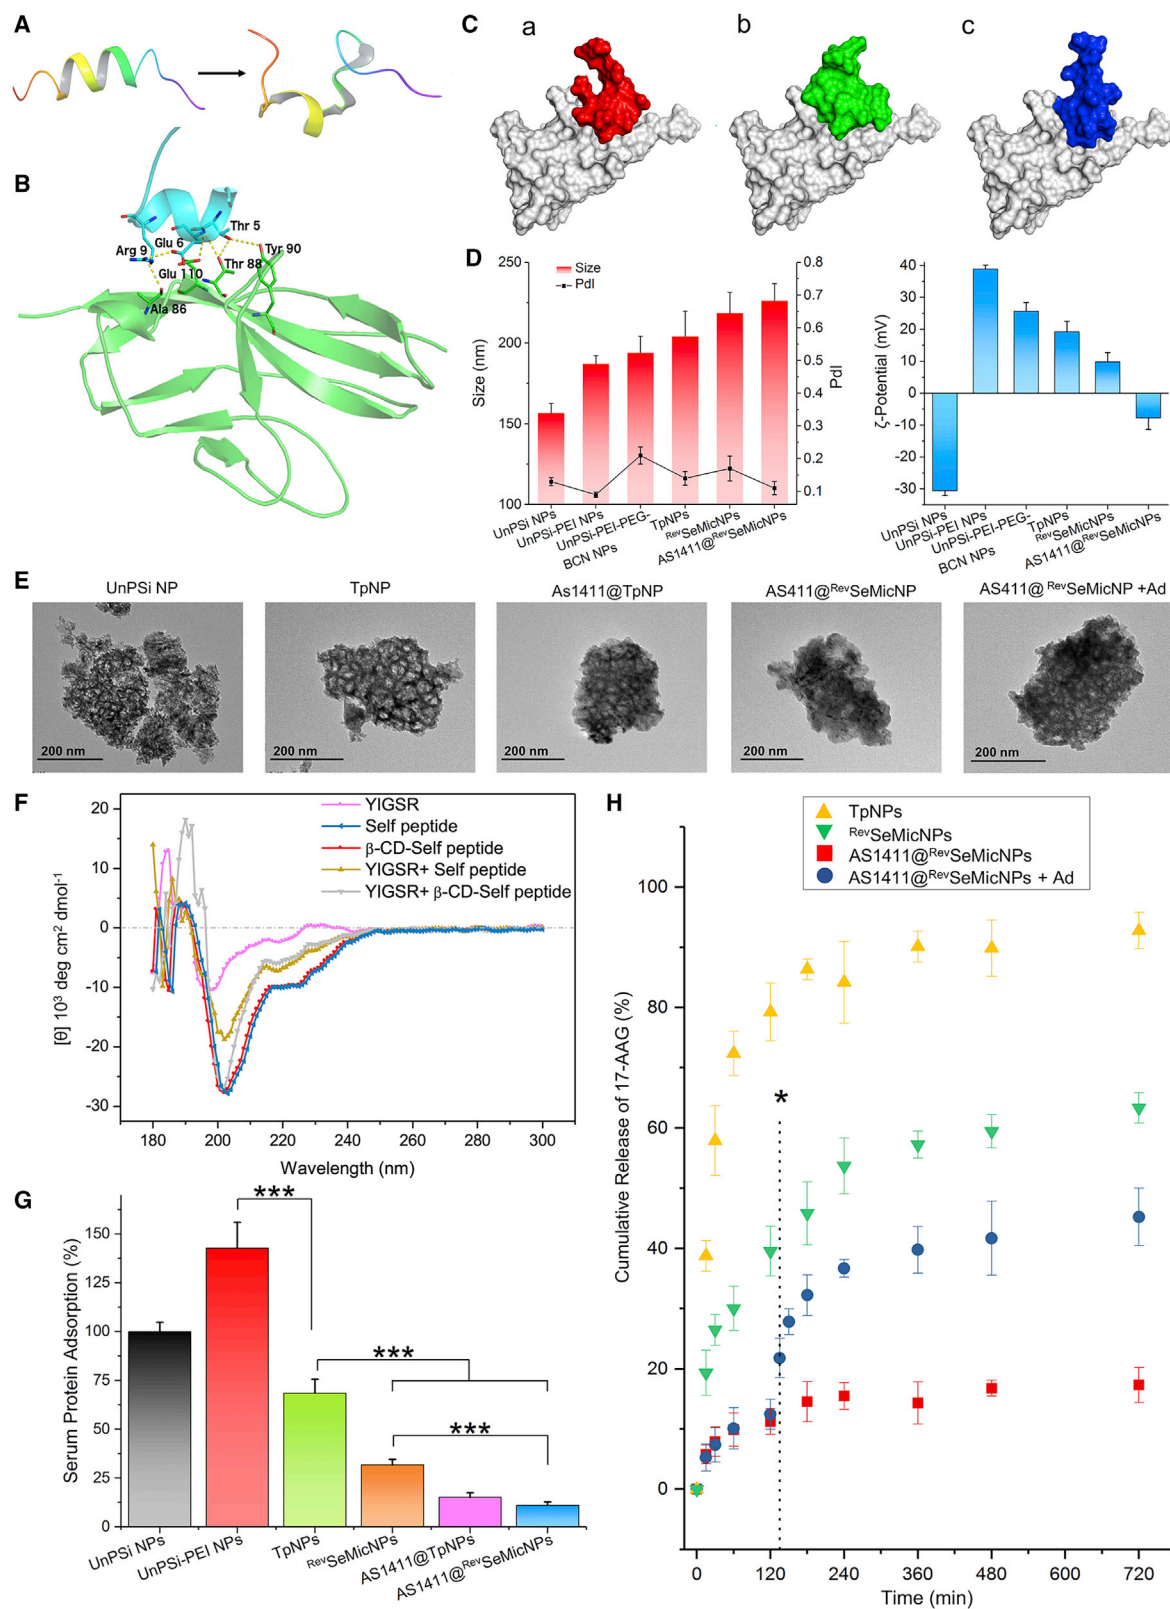 A
B
Thr 5
Glu 6
Arg 9
Tyr 90
Glu 110
Thr 88
Ala 86
C
a
b
c
D
Size
PdI
250
200
150
100
Size (nm)
0.8
0.7
0.6
0.5
0.4
0.3
0.2
0.1
PdI
UnPSi NPs
UnPSi-PEI NPs
UnPSi-PEI-PEG-
BCN NPs
TpNPs
RevSeMicNPs
AS1411@RevSeMicNPs
40
30
20
10
0
-10
-20
-30
ζ-Potential (mV)
UnPSi NPs
UnPSi-PEI NPs
UnPSi-PEI-PEG-
BCN NPs
TpNPs
RevSeMicNPs
AS1411@RevSeMicNPs
E
UnPSi NP
TpNP
As1411@TpNP
AS411@RevSeMicNP
AS411@ RevSeMicNP +Ad
200 nm
200 nm
200 nm
200 nm
200 nm
F
YIGSR
Self peptide
β-CD-Self peptide
YIGSR+ Self peptide
YIGSR+ β-CD-Self peptide
20
10
0
-10
-20
-30
[θ] 10³ deg cm² dmol⁻¹
180 200 220 240 260 280 300
Wavelength (nm)
G
***
***
***
150
125
100
75
50
25
0
Serum Protein Adsorption (%)
UnPSi NPs
UnPSi-PEI NPs
TpNPs
RevSeMicNPs
AS1411@TpNPs
AS1411@RevSeMicNPs
H
TpNPs
RevSeMicNPs
AS1411@RevSeMicNPs
AS1411@RevSeMicNPs + Ad
100
80
60
40
20
0
Cumulative Release of 17-AAG (%)
*
0 120 240 360 480 600 720
Time (min)